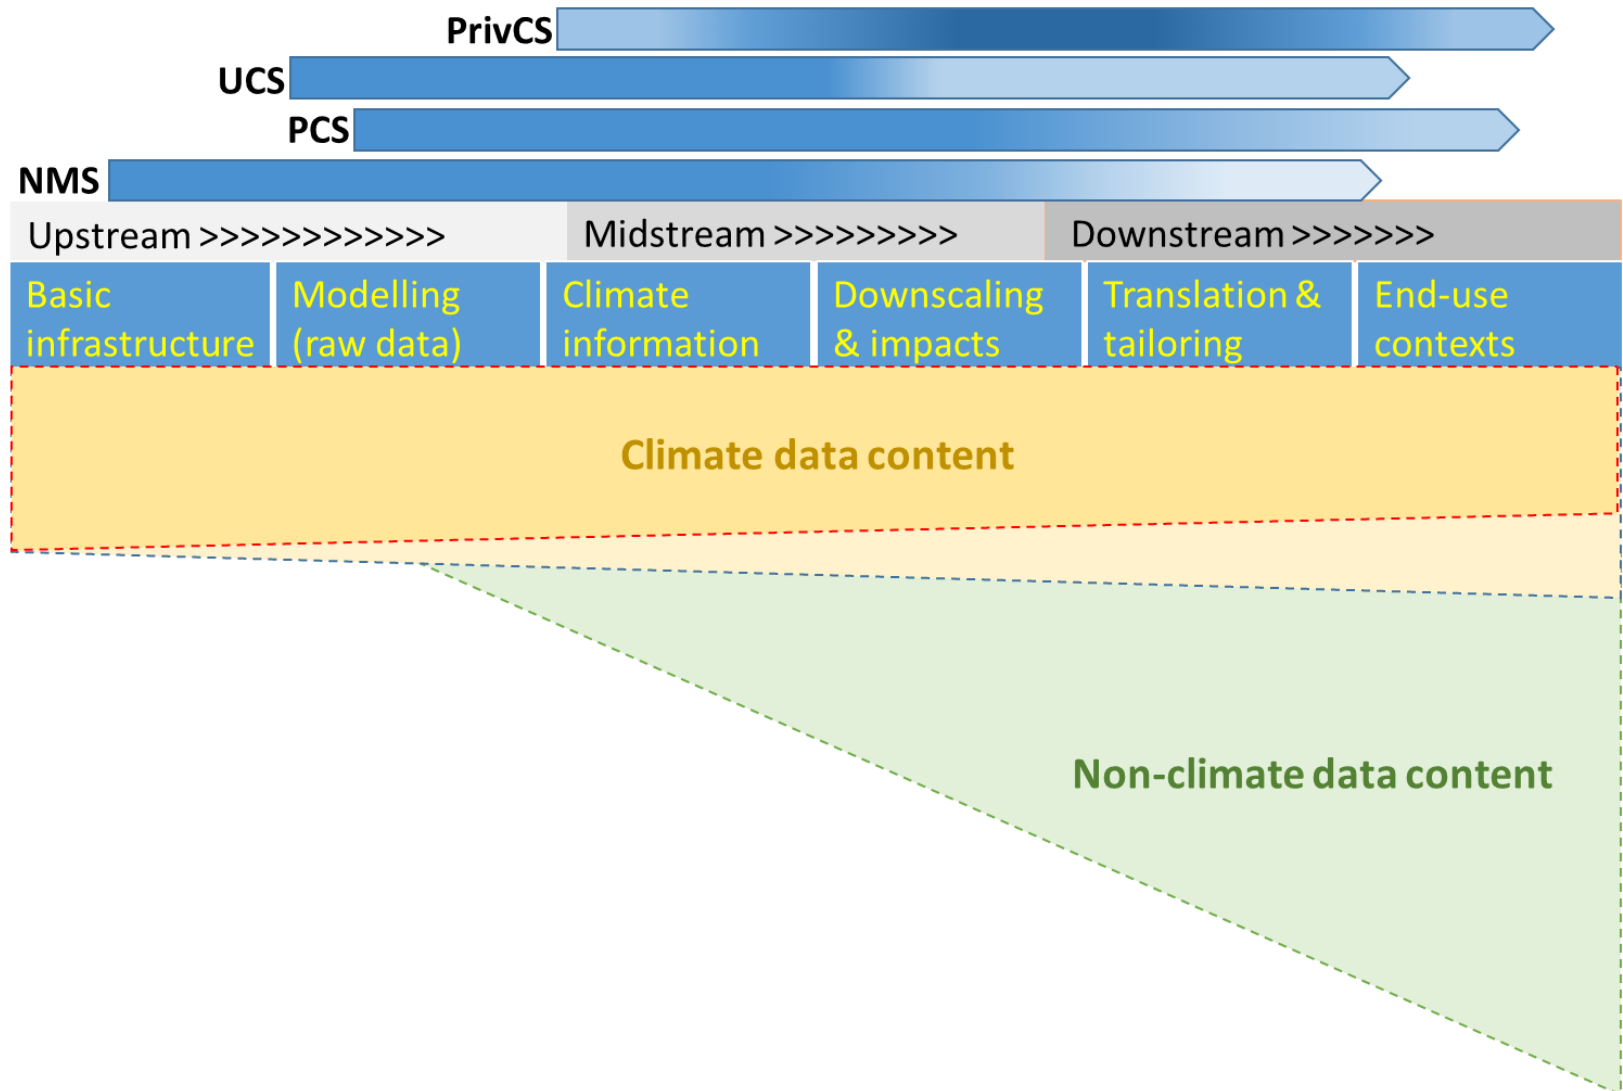 PrivCS
UCS
PCS
NMS
Upstream >>>>>>>>>>>>
Midstream >>>>>>>>>
Downstream >>>>>>>
Basic
infrastructure
Modelling
(raw data)
Climate
information
Downscaling
& impacts
Translation &
tailoring
End-use
contexts
Climate data content
Non-climate data content